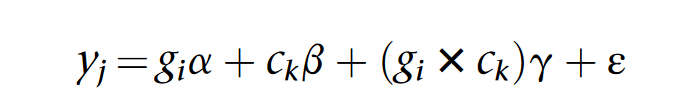 yⱼ = gᵢα + cₖβ + (gᵢ × cₖ)γ + ε